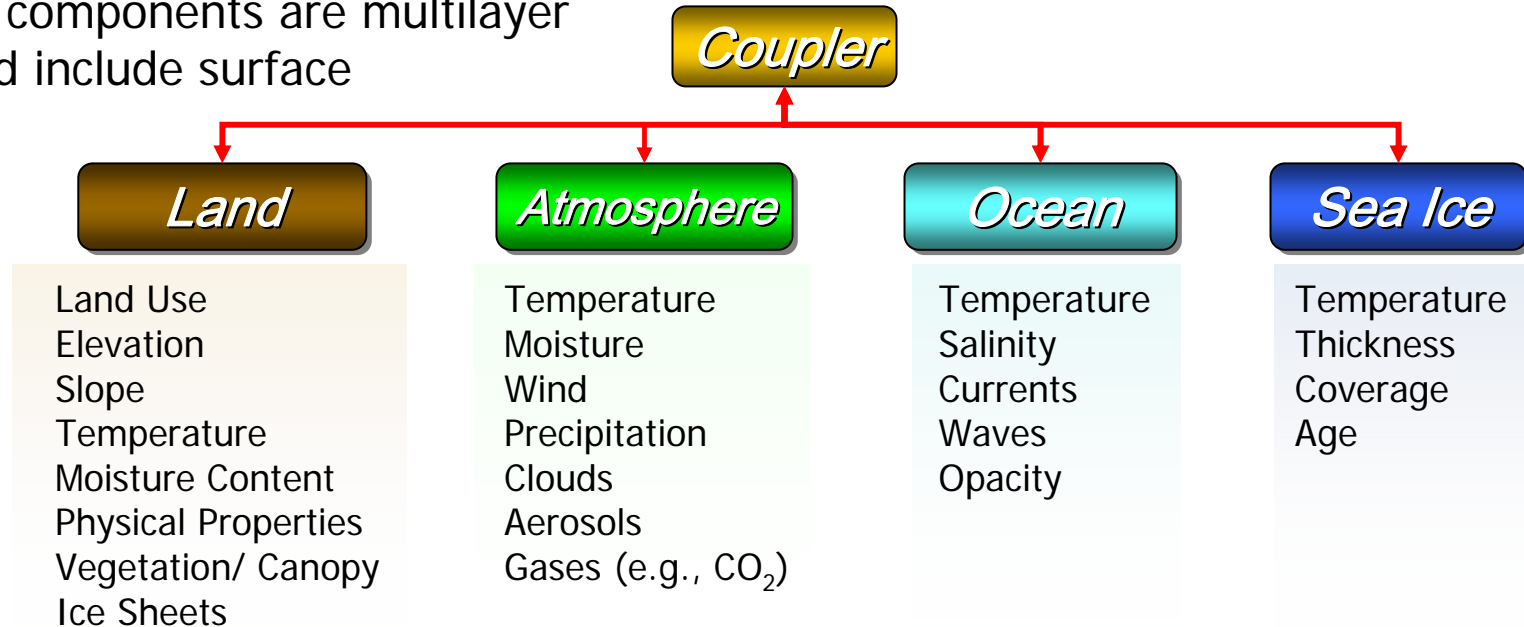 components are multilayer
include surface
Coupler
Land
Atmosphere
Ocean
Sea Ice
Land Use
Elevation
Slope
Temperature
Moisture Content
Physical Properties
Vegetation/ Canopy
Ice Sheets
Temperature
Moisture
Wind
Precipitation
Clouds
Aerosols
Gases (e.g., CO₂)
Temperature
Salinity
Currents
Waves
Opacity
Temperature
Thickness
Coverage
Age